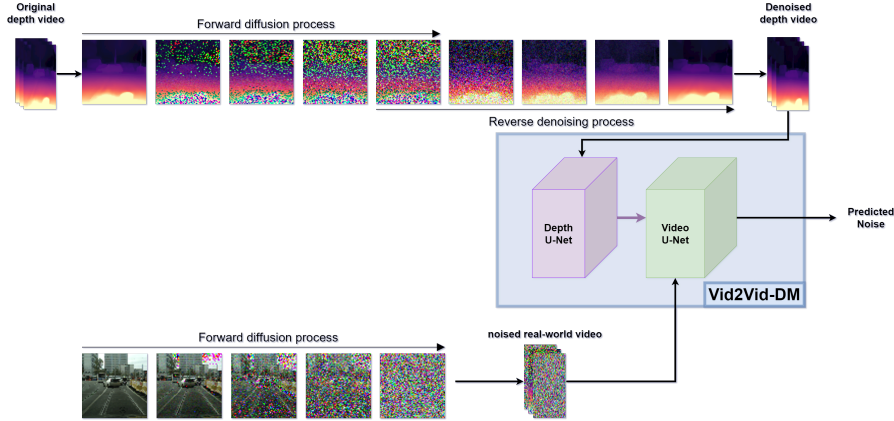 Original
depth video
Forward diffusion process
Denoised
depth video
Reverse denoising process
Depth
U-Net
Video
U-Net
Predicted
Noise
Vid2Vid-DM
Forward diffusion process
noised real-world video